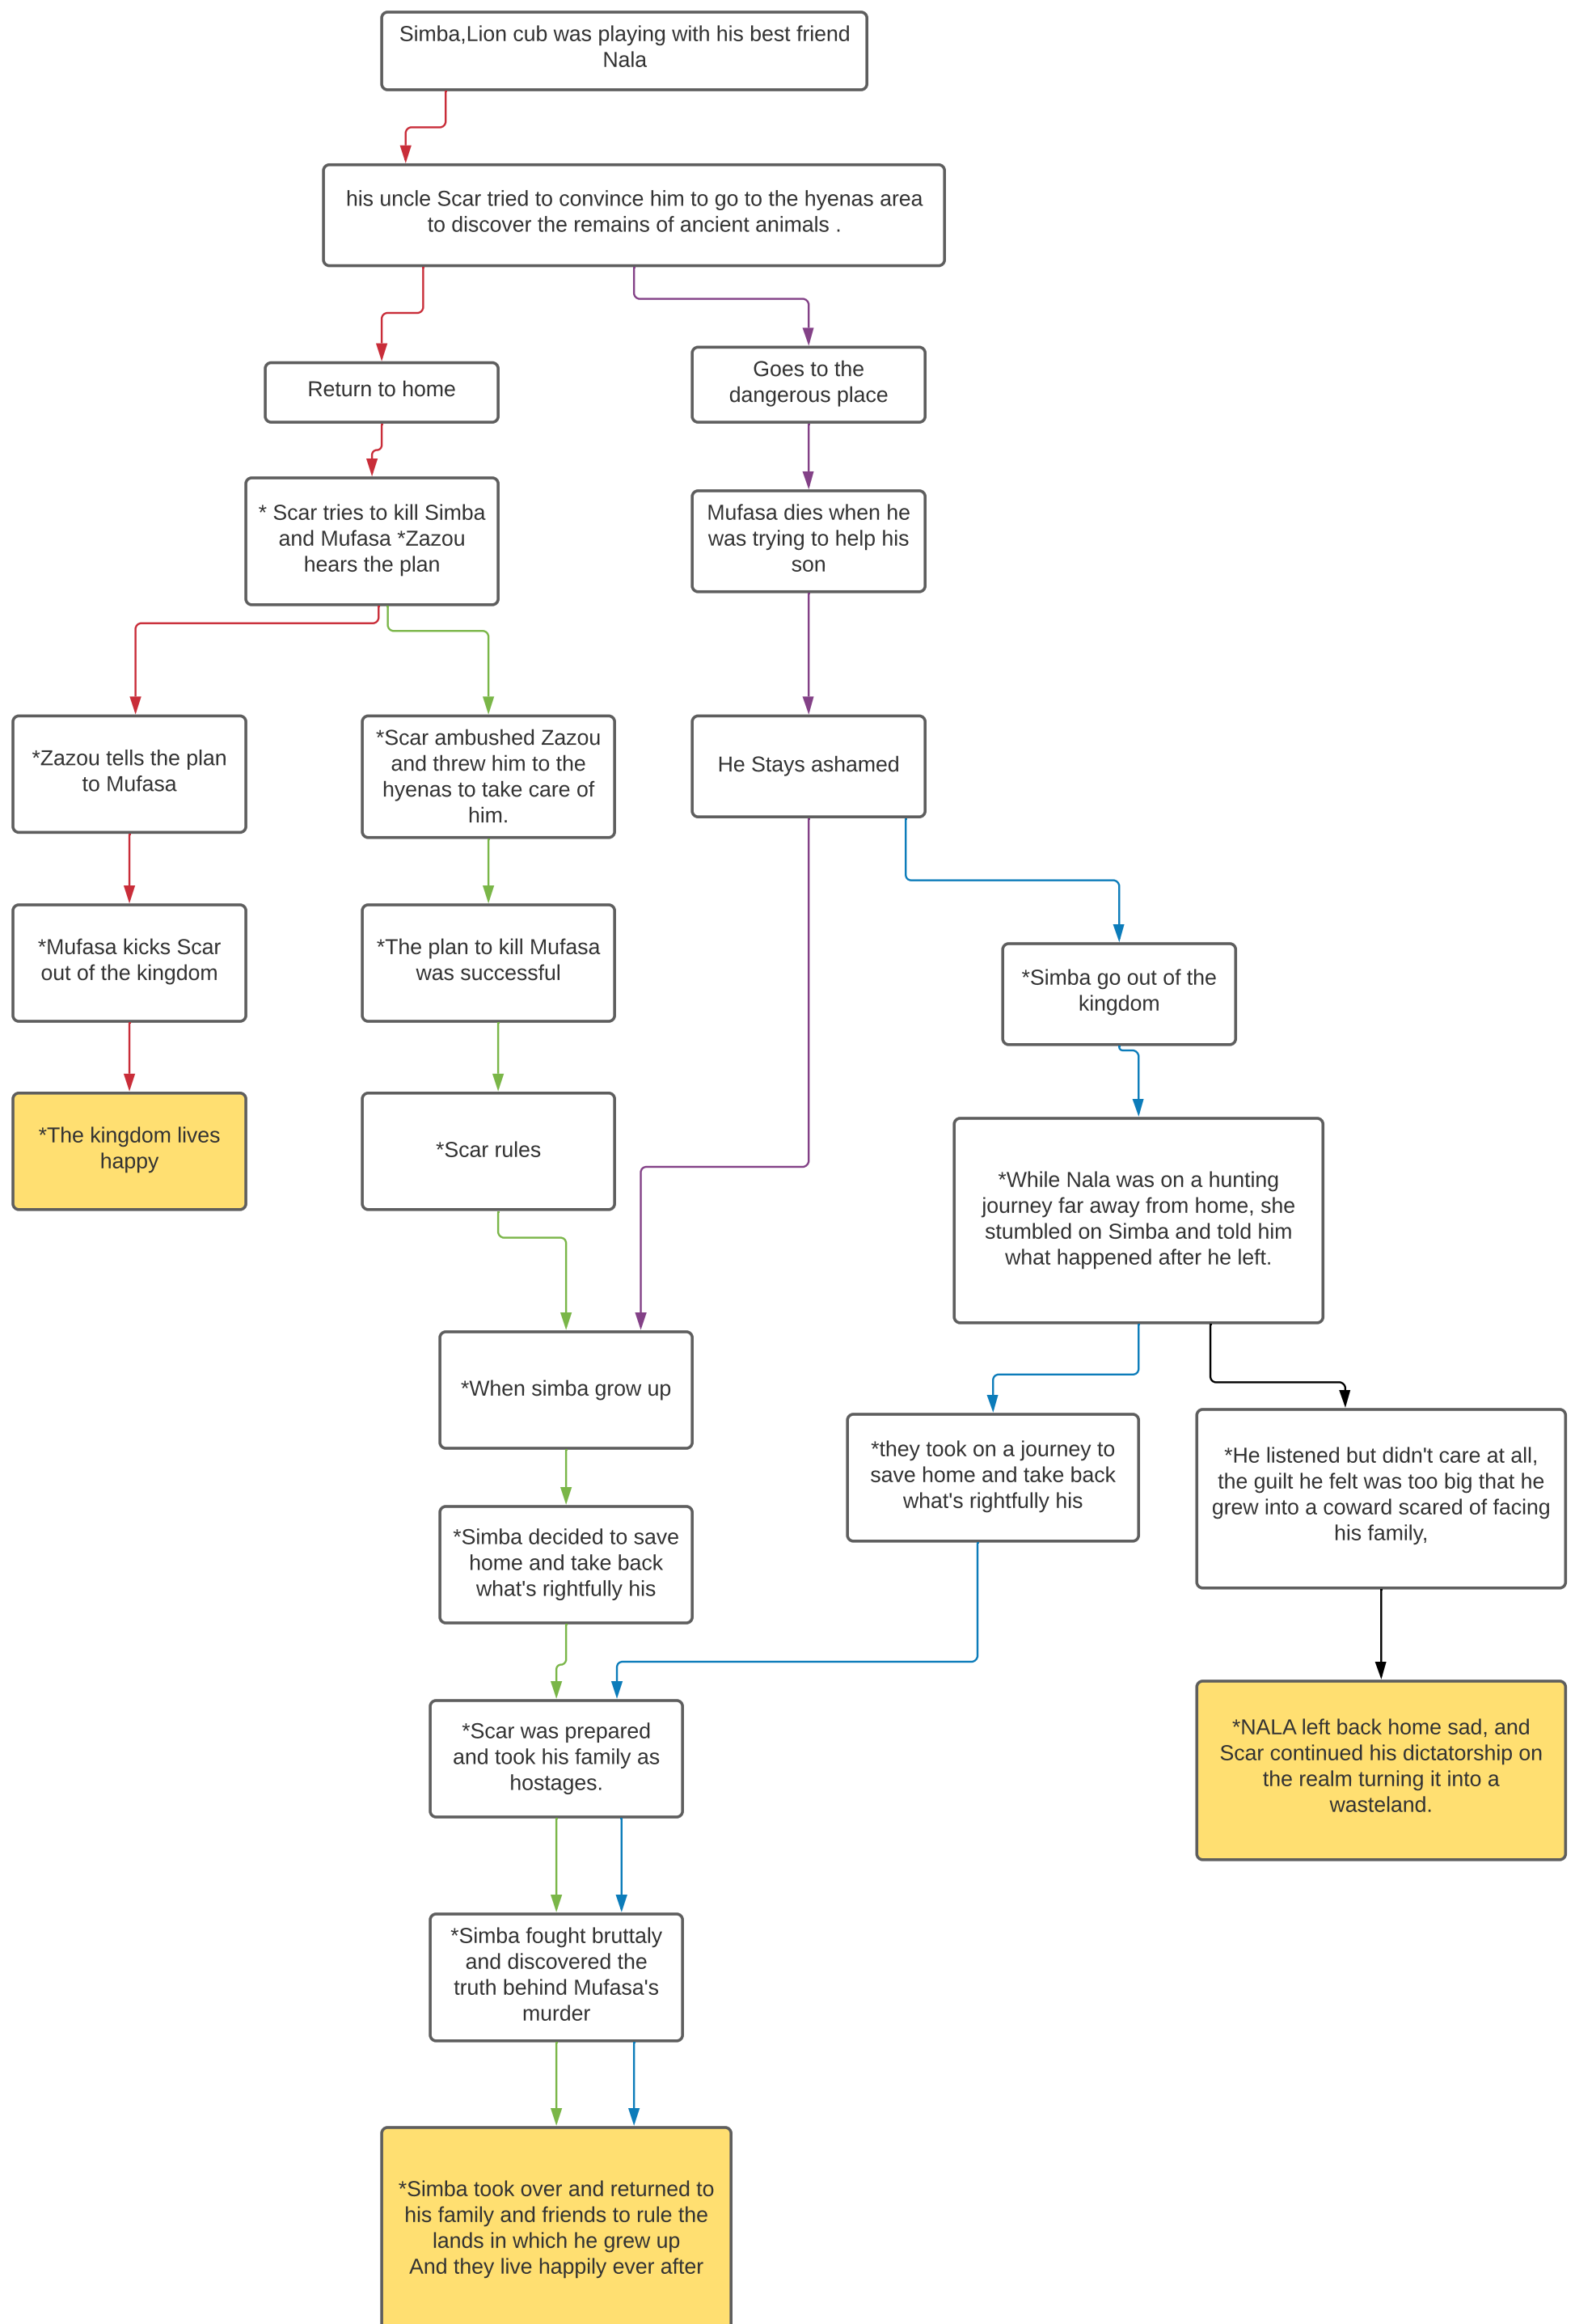 Simba,Lion cub was playing with his best friend
Nala
his uncle Scar tried to convince him to go to the hyenas area
to discover the remains of ancient animals .
Return to home
Goes to the
dangerous place
* Scar tries to kill Simba
and Mufasa *Zazou
hears the plan
Mufasa dies when he
was trying to help his
son
*Zazou tells the plan
to Mufasa
*Scar ambushed Zazou
and threw him to the
hyenas to take care of
him.
He Stays ashamed
*Mufasa kicks Scar
out of the kingdom
*The plan to kill Mufasa
was successful
*Simba go out of the
kingdom
*The kingdom lives
happy
*Scar rules
*While Nala was on a hunting
journey far away from home, she
stumbled on Simba and told him
what happened after he left.
*When simba grow up
*they took on a journey to
save home and take back
what's rightfully his
*He listened but didn't care at all,
the guilt he felt was too big that he
grew into a coward scared of facing
his family,
*Simba decided to save
home and take back
what's rightfully his
*Scar was prepared
and took his family as
hostages.
*NALA left back home sad, and
Scar continued his dictatorship on
the realm turning it into a
wasteland.
*Simba fought bruttaly
and discovered the
truth behind Mufasa's
murder
*Simba took over and returned to
his family and friends to rule the
lands in which he grew up
And they live happily ever after